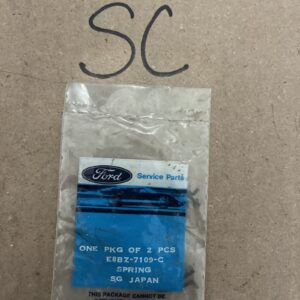 SC
Ford
Service Parts
ONE PKG OF 2 PCS
E8BZ-7109-C
SPRING
SG JAPAN
THIS PACKAGE CANNOT BE